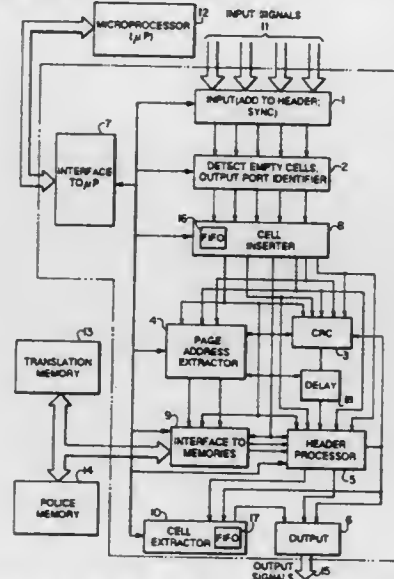 12
MICROPROCESSOR
(μP)
INPUT SIGNALS
11
7
INTERFACE
TO μP
INPUT (ADD TO HEADER;
SYNC)
1
DETECT EMPTY CELLS,
OUTPUT PORT IDENTIFIER
2
16
FIFO
CELL
INSERTER
8
4
PAGE
ADDRESS
EXTRACTOR
CRC
3
13
TRANSLATION
MEMORY
DELAY
18
9
INTERFACE TO
MEMORIES
HEADER
PROCESSOR
5
14
POLICE
MEMORY
10
CELL
EXTRACTOR
17
FIFO
OUTPUT
6
OUTPUT
SIGNALS
15